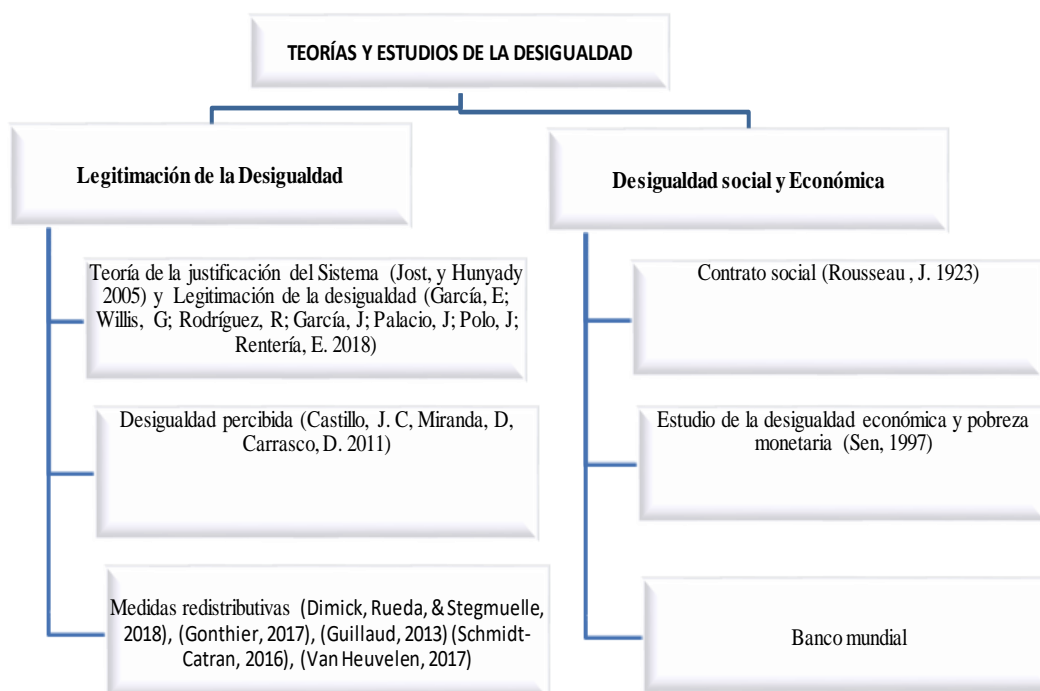 TEORÍAS Y ESTUDIOS DE LA DESIGUALDAD
Legitimación de la Desigualdad
Teoría de la justificación del Sistema (Jost, y Hunyady
2005) y Legitimación de la desigualdad (García, E;
Willis, G; Rodríguez, R; García, J; Palacio, J; Polo, J;
Rentería, E. 2018)
Desigualdad percibida (Castillo, J. C, Miranda, D,
Carrasco, D. 2011)
Medidas redistributivas (Dimick, Rueda, & Stegmuelle,
2018), (Gonthier, 2017), (Guillaud, 2013) (Schmidt-
Catran, 2016), (Van Heuvelen, 2017)
Desigualdad social y Económica
Contrato social (Rousseau , J. 1923)
Estudio de la desigualdad económica y pobreza
monetaria (Sen, 1997)
Banco mundial